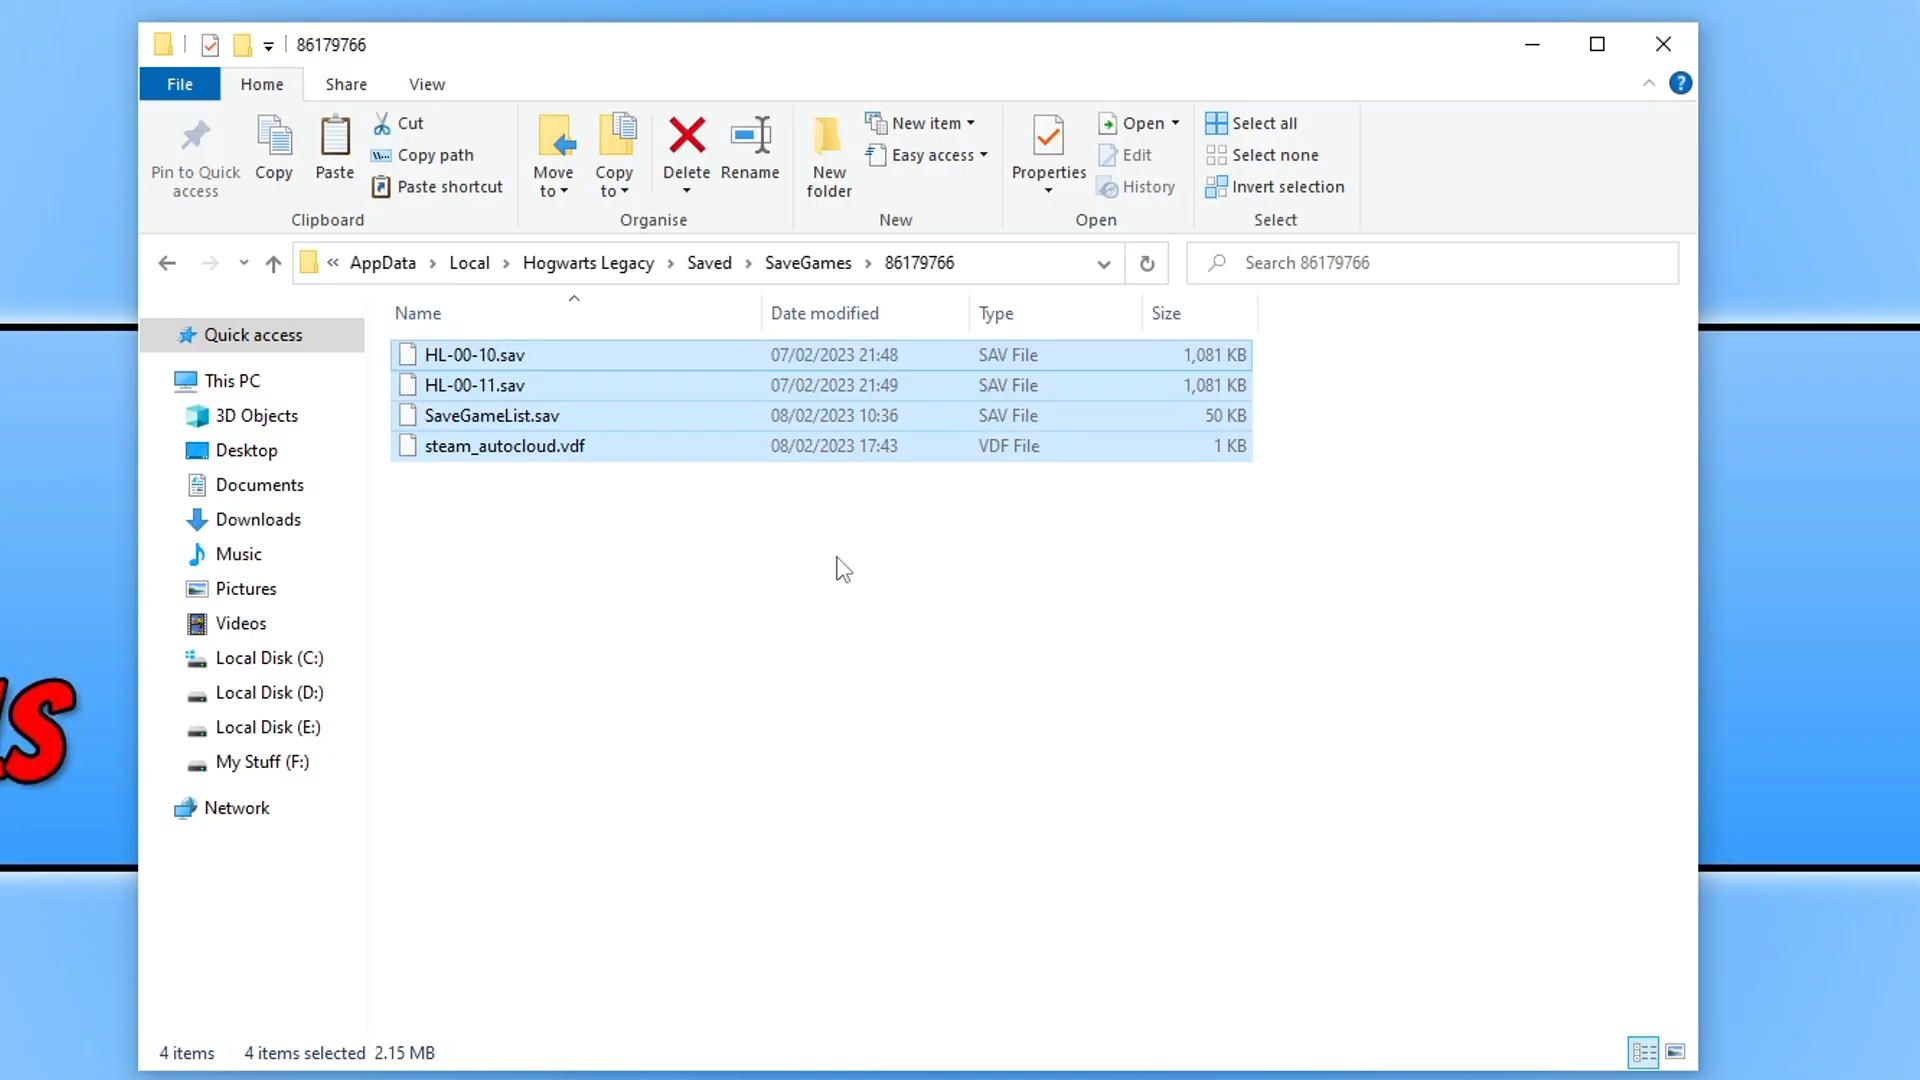 86179766
File Home Share View
Pin to Quick access
Copy
Paste
Cut
Copy path
Paste shortcut
Clipboard
Move to
Copy to
Delete
Rename
Organise
New folder
New item
Easy access
New
Properties
Open
Edit
History
Open
Select all
Select none
Invert selection
Select
« AppData › Local › Hogwarts Legacy › Saved › SaveGames › 86179766
Search 86179766
Name Date modified Type Size
HL-00-10.sav 07/02/2023 21:48 SAV File 1,081 KB
HL-00-11.sav 07/02/2023 21:49 SAV File 1,081 KB
SaveGameList.sav 08/02/2023 10:36 SAV File 50 KB
steam_autocloud.vdf 08/02/2023 17:43 VDF File 1 KB
Quick access
This PC
3D Objects
Desktop
Documents
Downloads
Music
Pictures
Videos
Local Disk (C:)
Local Disk (D:)
Local Disk (E:)
My Stuff (F:)
Network
4 items 4 items selected 2.15 MB